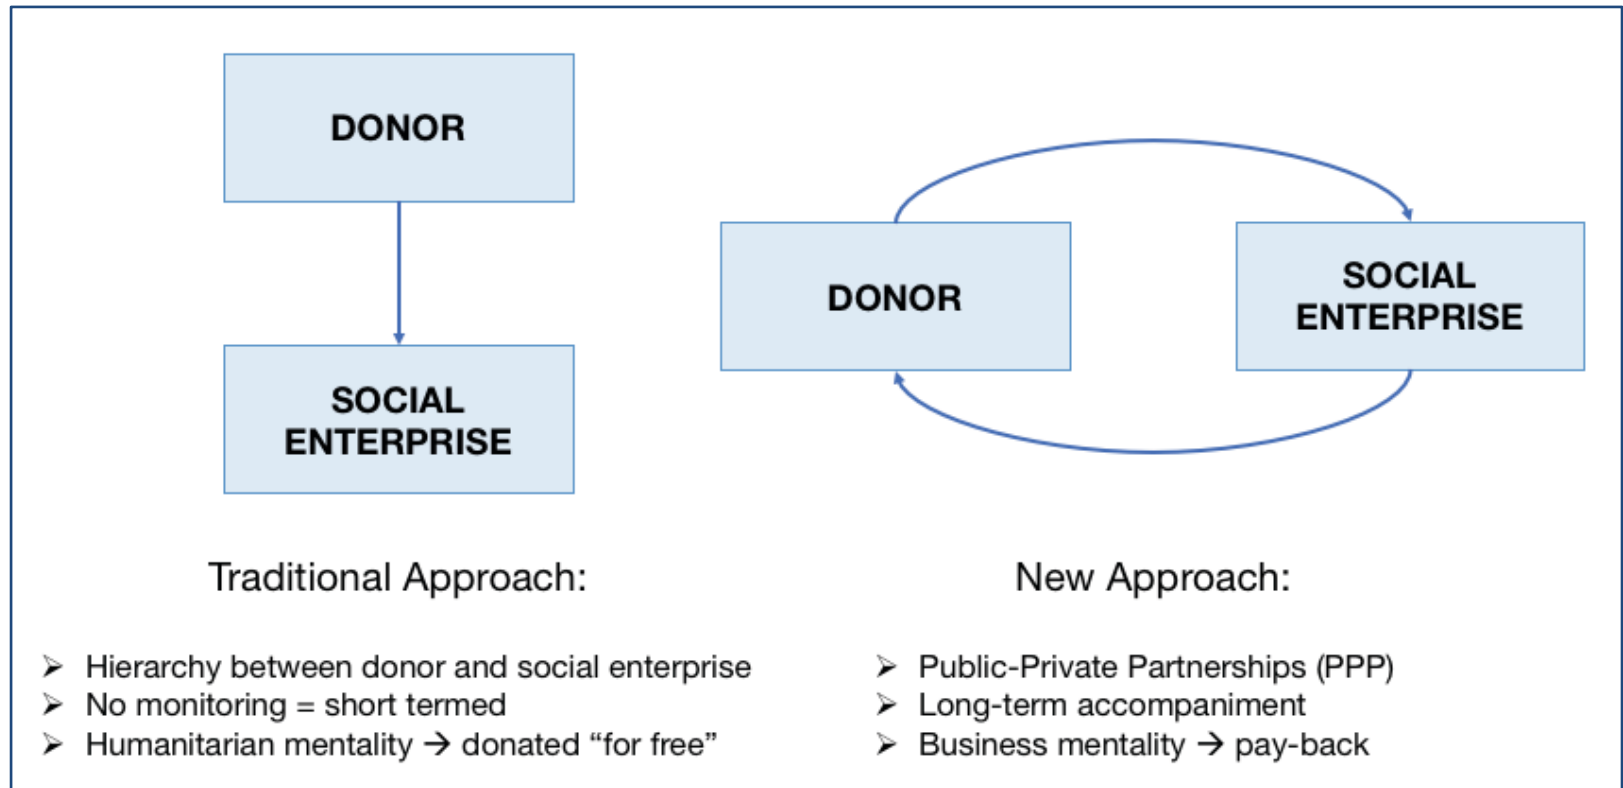 DONOR
SOCIAL
ENTERPRISE
Traditional Approach:
➢ Hierarchy between donor and social enterprise
➢ No monitoring = short termed
➢ Humanitarian mentality → donated “for free”
DONOR
SOCIAL
ENTERPRISE
New Approach:
➢ Public-Private Partnerships (PPP)
➢ Long-term accompaniment
➢ Business mentality → pay-back